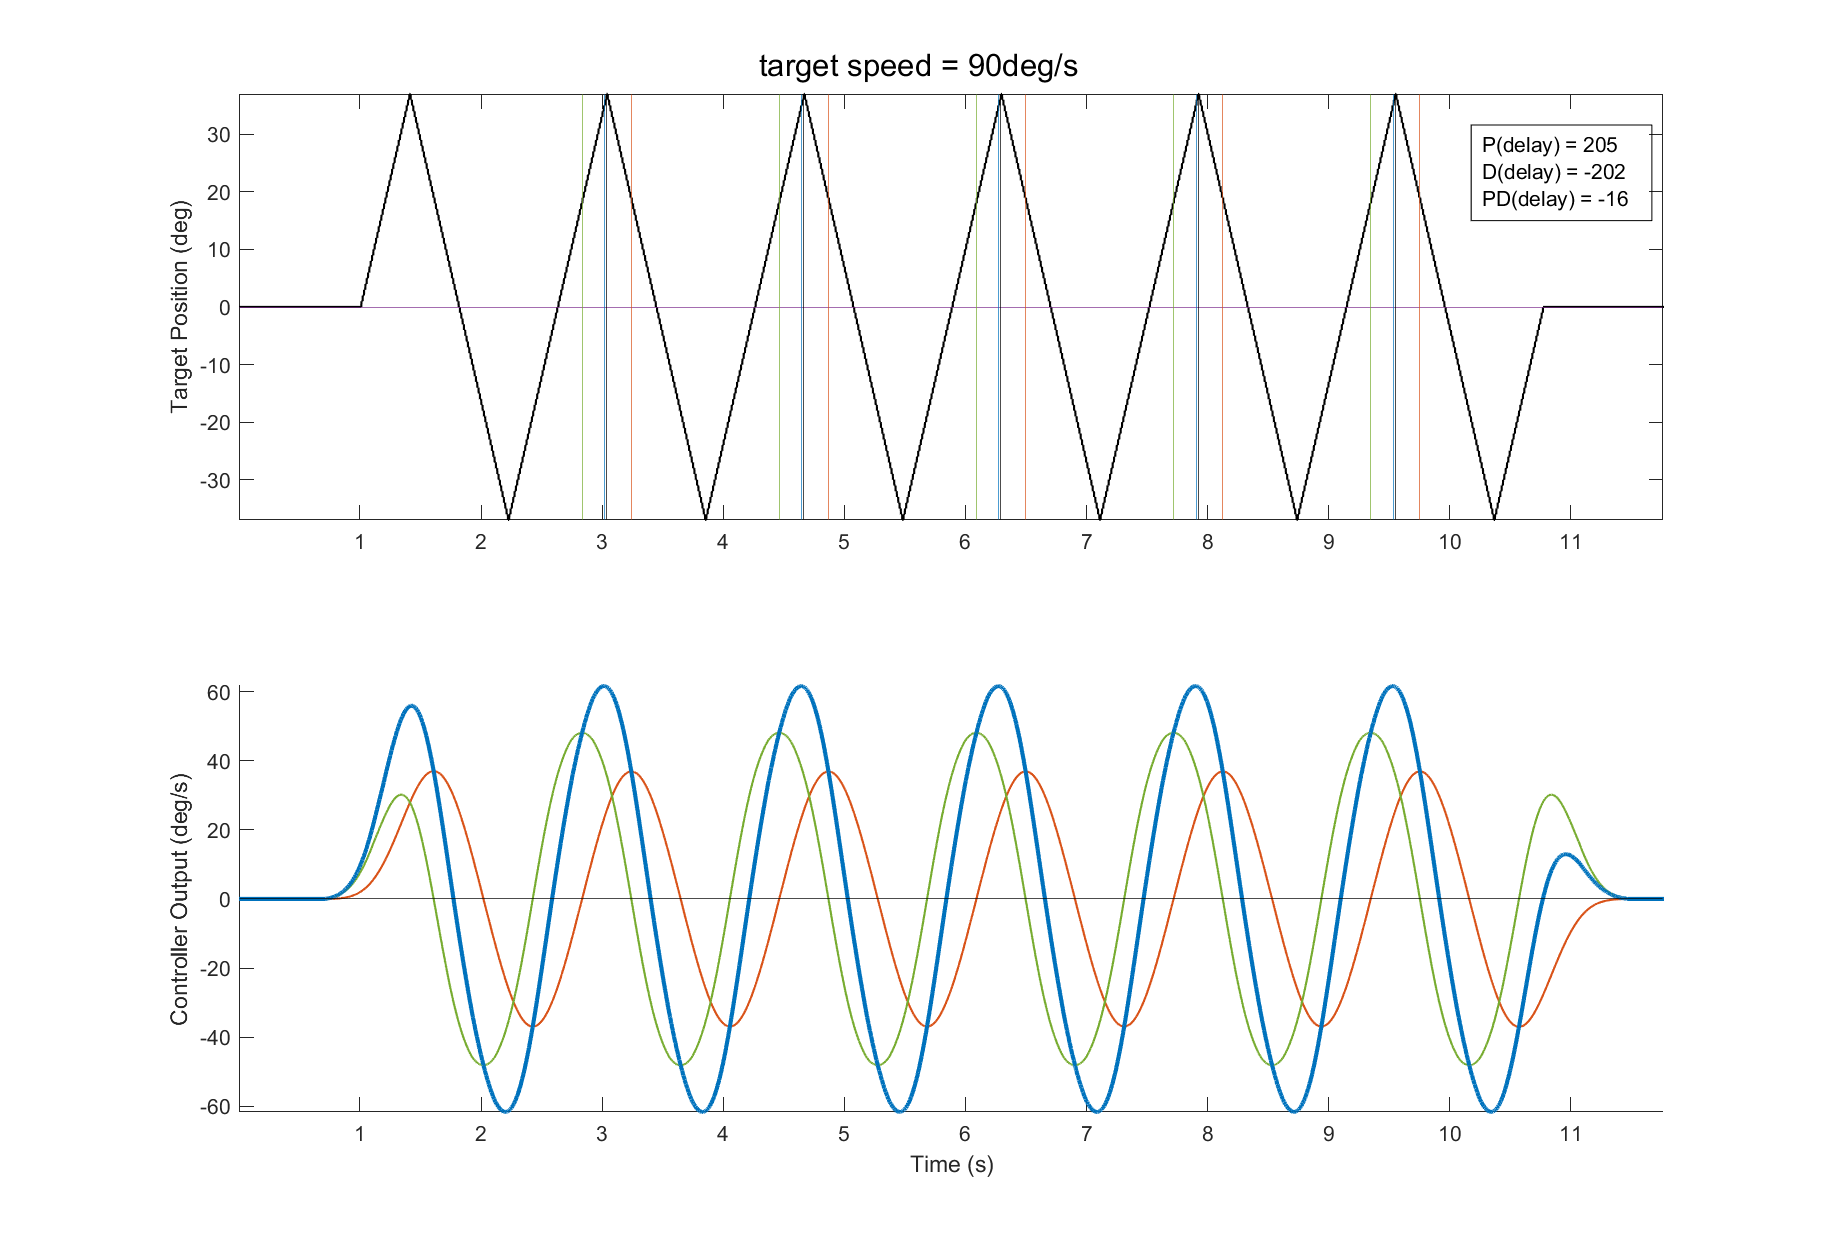 target speed = 90deg/s
30
20
10
0
-10
-20
-30
Target Position (deg)
P(delay) = 205
D(delay) = -202
PD(delay) = -16
1 2 3 4 5 6 7 8 9 10 11
60
40
20
0
-20
-40
-60
Controller Output (deg/s)
1 2 3 4 5 6 7 8 9 10 11
Time (s)